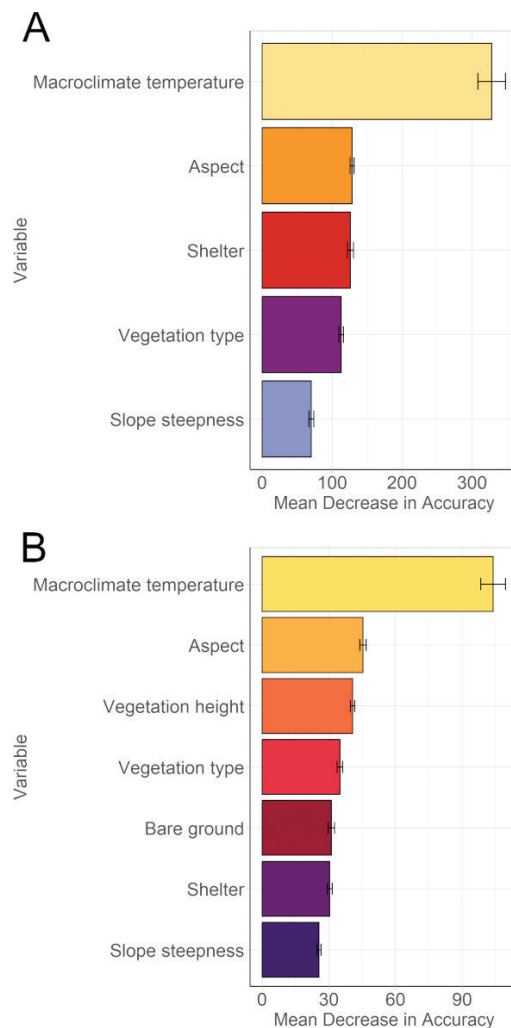 A
Macroclimate temperature
Aspect
Shelter
Vegetation type
Slope steepness
Variable
0 100 200 300
Mean Decrease in Accuracy
B
Macroclimate temperature
Aspect
Vegetation height
Vegetation type
Bare ground
Shelter
Slope steepness
Variable
0 30 60 90
Mean Decrease in Accuracy